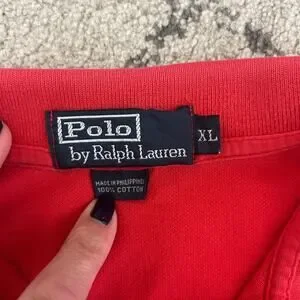 Polo
by Ralph Lauren
XL
MADE IN PHILIPPINES
100% COTTON